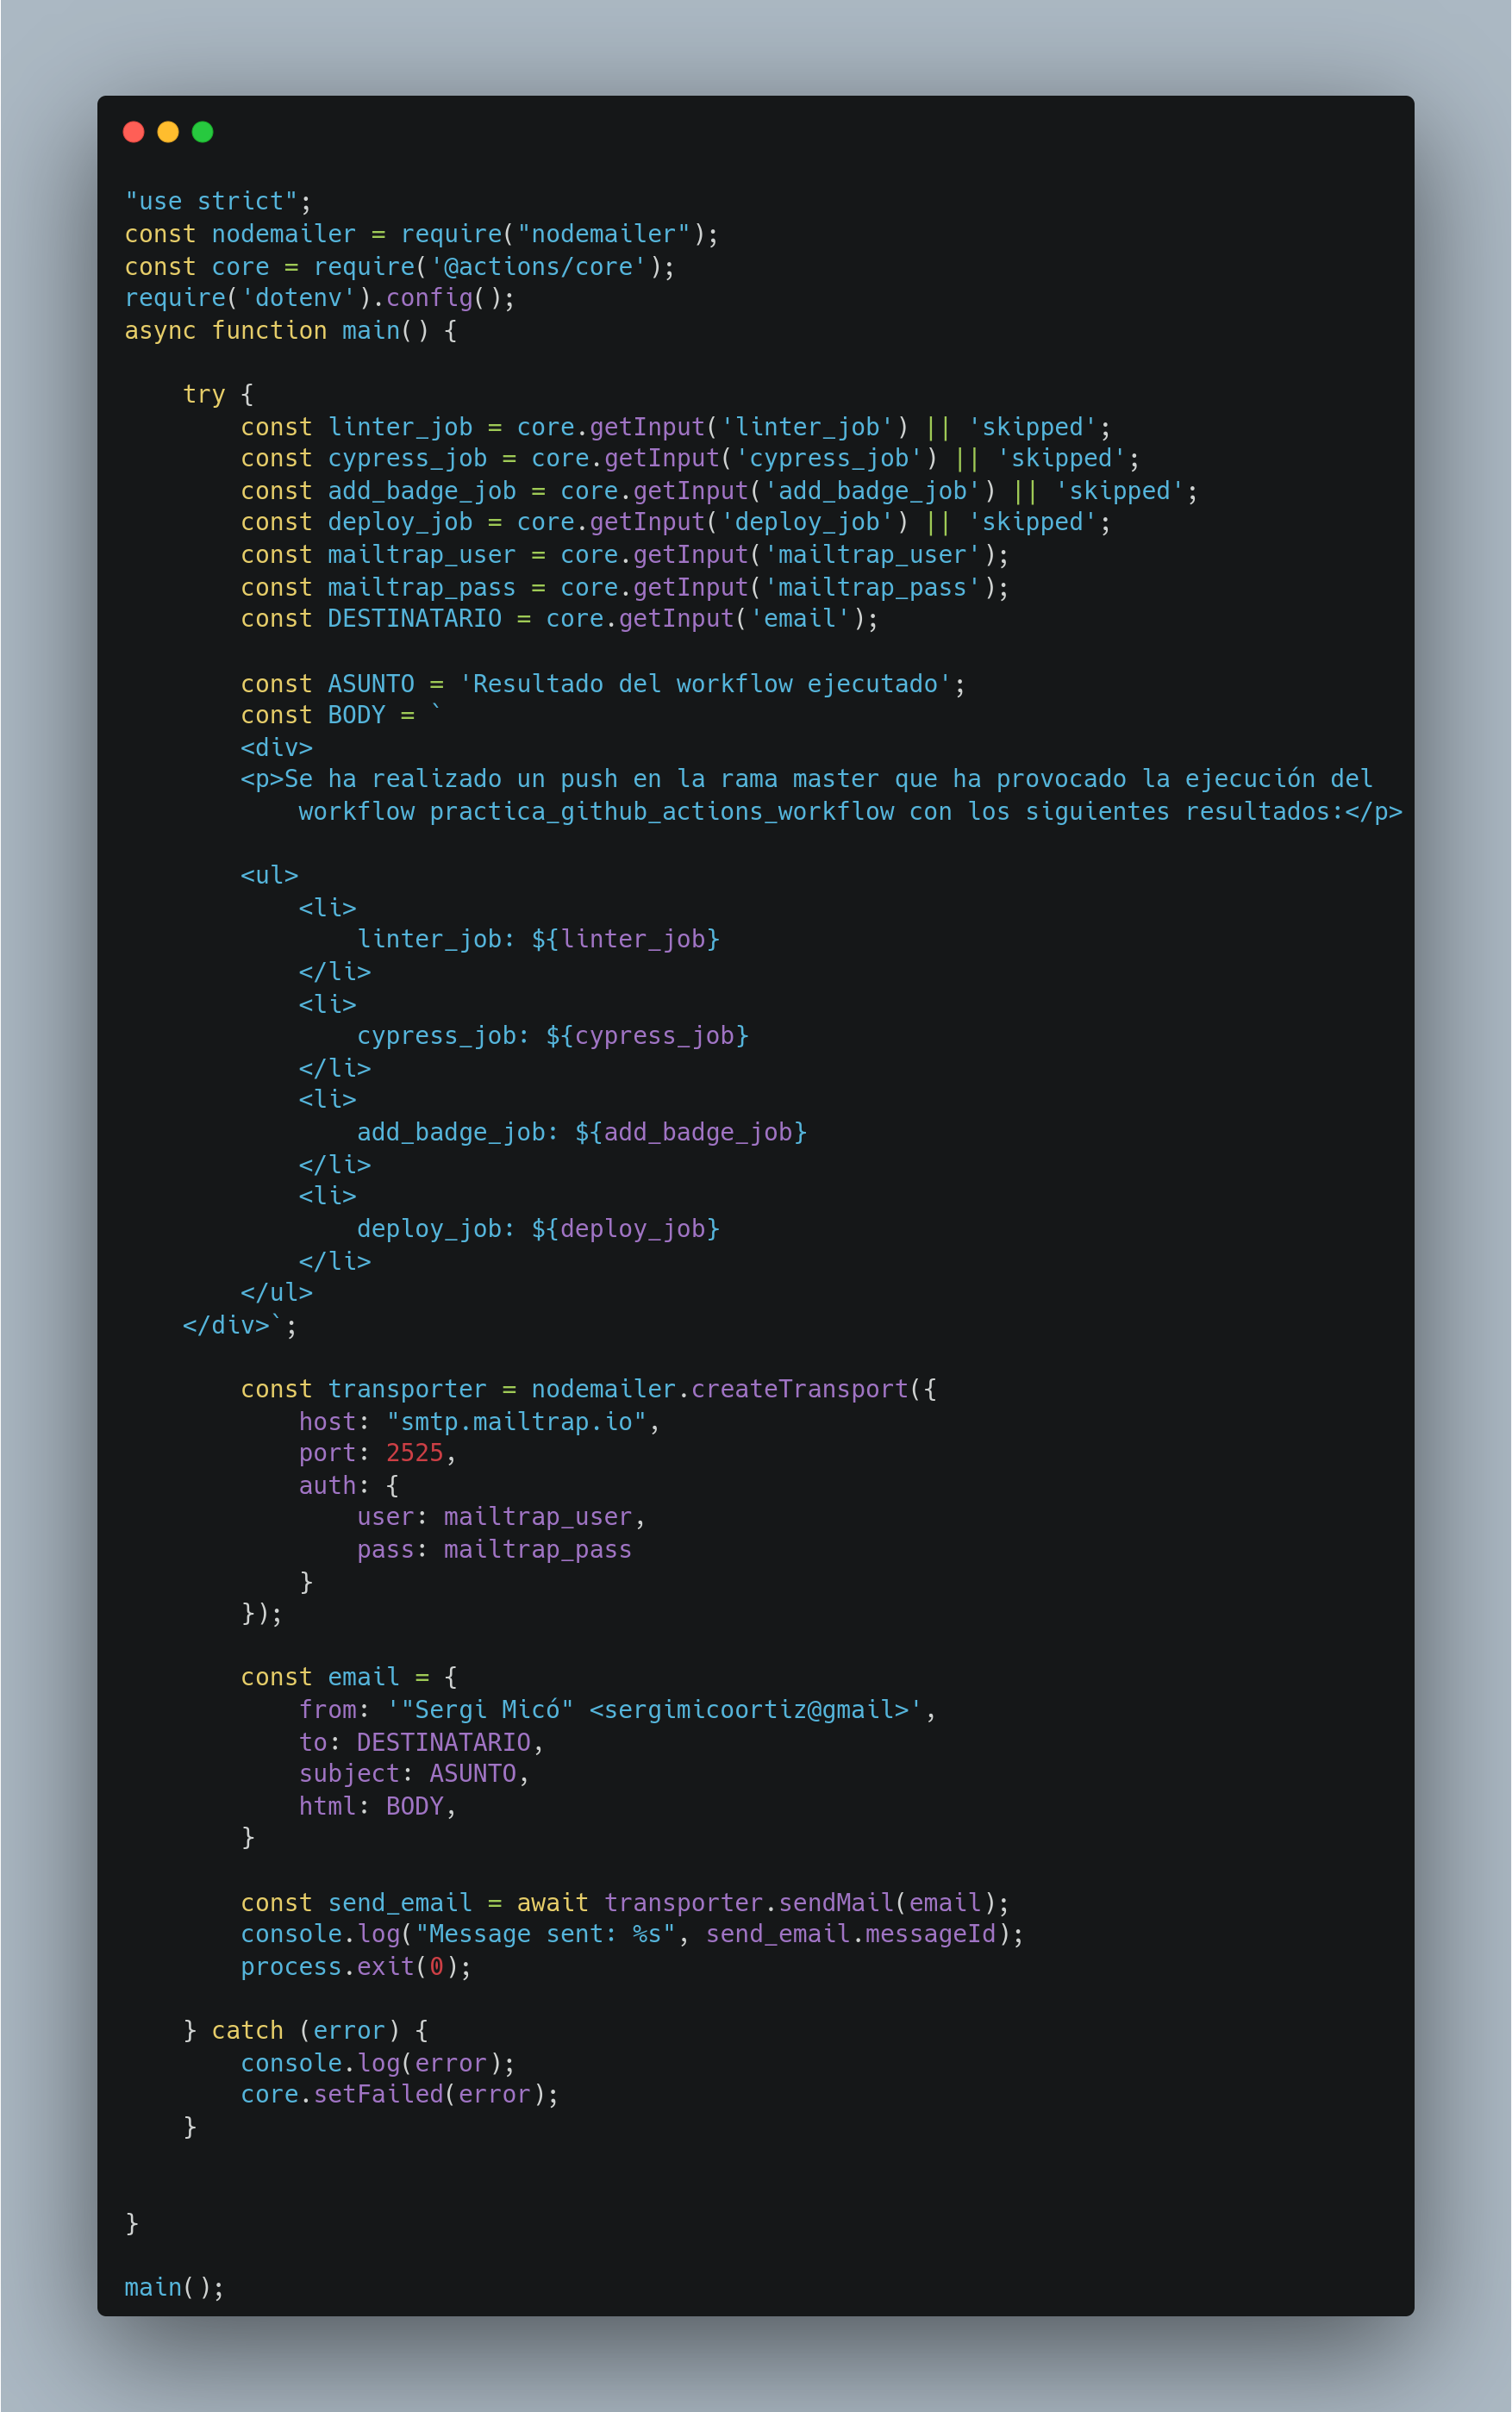 "use strict";
const nodemailer = require("nodemailer");
const core = require('@actions/core');
require('dotenv').config();
async function main() {
    try {
        const linter_job = core.getInput('linter_job') || 'skipped';
        const cypress_job = core.getInput('cypress_job') || 'skipped';
        const add_badge_job = core.getInput('add_badge_job') || 'skipped';
        const deploy_job = core.getInput('deploy_job') || 'skipped';
        const mailtrap_user = core.getInput('mailtrap_user');
        const mailtrap_pass = core.getInput('mailtrap_pass');
        const DESTINATARIO = core.getInput('email');
        const ASUNTO = 'Resultado del workflow ejecutado';
        const BODY = `
        <div>
        <p>Se ha realizado un push en la rama master que ha provocado la ejecución del
            workflow practica_github_actions_workflow con los siguientes resultados:</p>
        <ul>
            <li>
                linter_job: ${linter_job}
            </li>
            <li>
                cypress_job: ${cypress_job}
            </li>
            <li>
                add_badge_job: ${add_badge_job}
            </li>
            <li>
                deploy_job: ${deploy_job}
            </li>
        </ul>
    </div>`;
        const transporter = nodemailer.createTransport({
            host: "smtp.mailtrap.io",
            port: 2525,
            auth: {
                user: mailtrap_user,
                pass: mailtrap_pass
            }
        });
        const email = {
            from: '"Sergi Micó" <sergimicoortiz@gmail>',
            to: DESTINATARIO,
            subject: ASUNTO,
            html: BODY,
        }
        const send_email = await transporter.sendMail(email);
        console.log("Message sent: %s", send_email.messageId);
        process.exit(0);
    } catch (error) {
        console.log(error);
        core.setFailed(error);
    }
}
main();